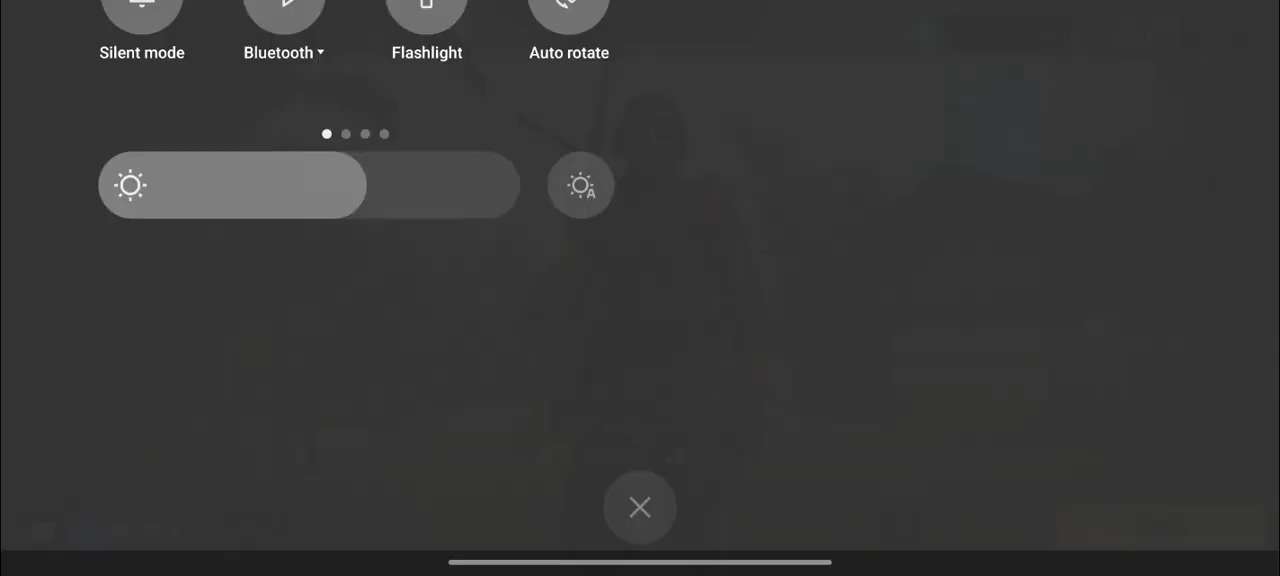 Silent mode
Bluetooth
Flashlight
Auto rotate
A